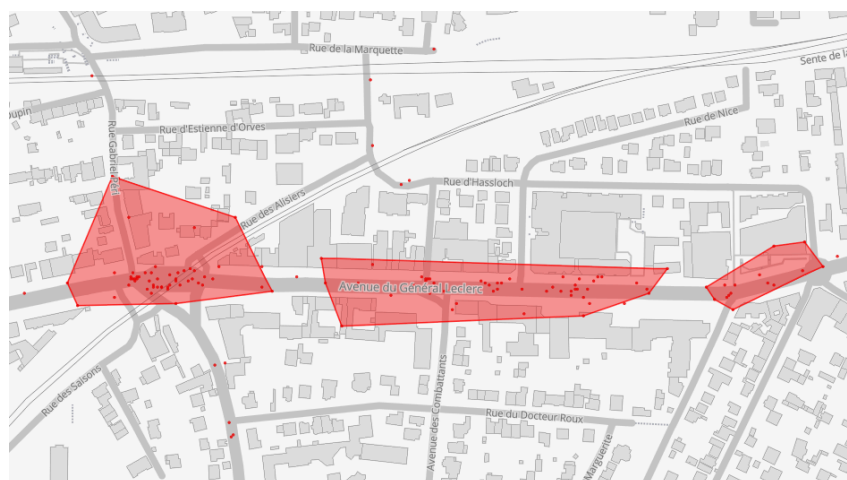 Rue de la Marquette
Sente de la
oupin
Rue de Nice
Rue d'Estienne d'Orves
Rue Gabriel Péri
Rue d'Hassloch
Rue des Alisiers
Avenue du Général Leclerc
Rue des Saisons
Avenue des Combattants
Rue du Docteur Roux
Marguerite